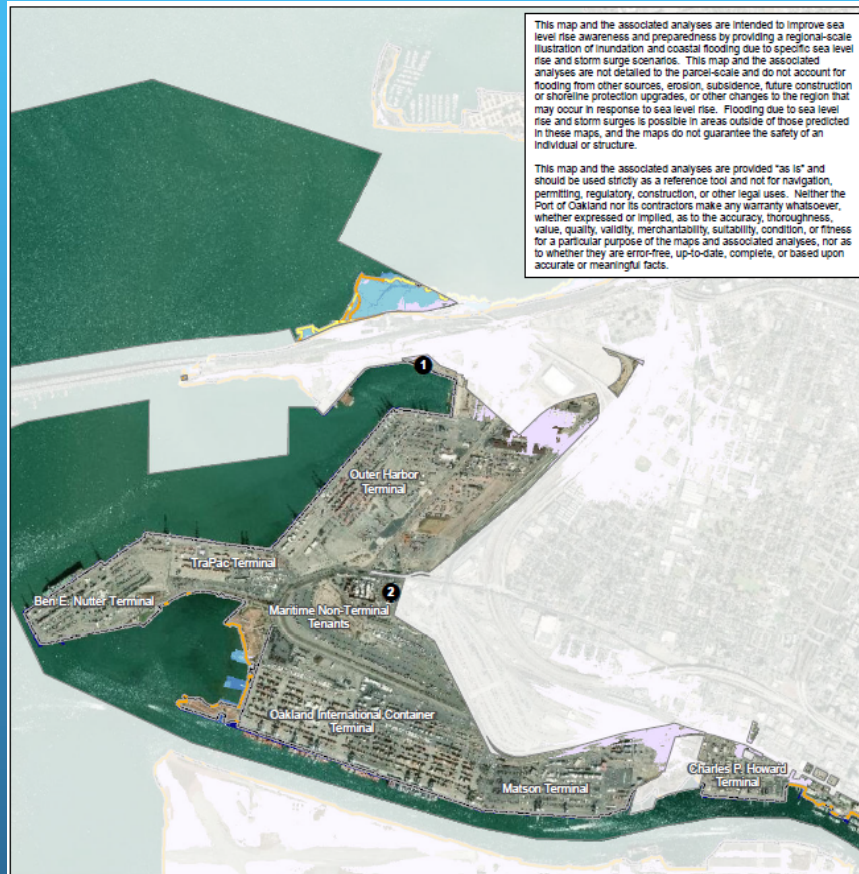 This map and the associated analyses are intended to improve sea
level rise awareness and preparedness by providing a regional-scale
illustration of inundation and coastal flooding due to specific sea level
rise and storm surge scenarios. This map and the associated
analyses are not detailed to the parcel-scale and do not account for
flooding from other sources, erosion, subsidence, future construction
or shoreline protection upgrades, or other changes to the region that
may occur in response to sea level rise. Flooding due to sea level
rise and storm surges is possible in areas outside of those predicted
in these maps, and the maps do not guarantee the safety of an
individual or structure.
This map and the associated analyses are provided "as is" and
should be used strictly as a reference tool and not for navigation,
permitting, regulatory, construction, or other legal uses. Neither the
Port of Oakland nor its contractors make any warranty whatsoever,
whether expressed or implied, as to the accuracy, thoroughness,
value, quality, validity, merchantability, suitability, condition, or fitness
for a particular purpose of the maps and associated analyses, nor as
to whether they are error-free, up-to-date, complete, or based upon
accurate or meaningful facts.
1
Outer Harbor
Terminal
TraPac Terminal
Ben E. Nutter Terminal
2
Maritime Non-Terminal
Tenants
Oakland International Container
Terminal
Charles P. Howard
Terminal
Matson Terminal